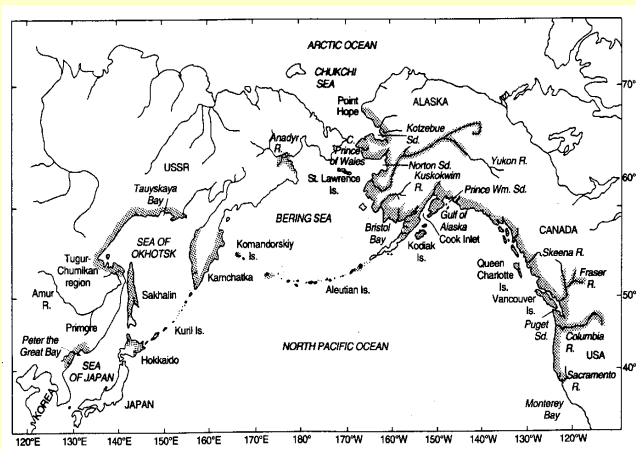 ARCTIC OCEAN
CHUKCHI
SEA
70°
Point
Hope
ALASKA
Kotzebue
Sd.
C.
Prince
of Wales
Anadyr
R.
Norton Sd.
Yukon R.
USSR
St. Lawrence
Is.
Kuskokwim
R.
60°
Prince Wm. Sd.
Tauyskaya
Bay
BERING SEA
Bristol
Bay
Gulf of
Alaska
Cook Inlet
CANADA
SEA OF
OKHOTSK
Komandorskiy
Is.
Kodiak
Is.
Skeena R.
Tugur-
Chumikan
region
Kamchatka
Queen
Charlotte
Is.
Fraser
R.
Aleutian Is.
50°
Amur
R.
Sakhalin
Vancouver
Is.
Primore
Kuril Is.
Puget
Sd.
Columbia
R.
Peter the
Great Bay
NORTH PACIFIC OCEAN
USA
SEA
OF JAPAN
Hokkaido
Sacramento
R.
40°
KOREA
JAPAN
Monterey
Bay
120°E 130°E 140°E 150°E 160°E 170°E 180° 170°W 160°W 150°W 140°W 130°W 120°W